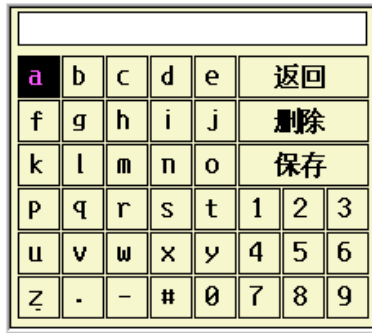 a b c d e 返回
f g h i j 删除
k l m n o 保存
p q r s t 1 2 3
u v w x y 4 5 6
z . - # 0 7 8 9